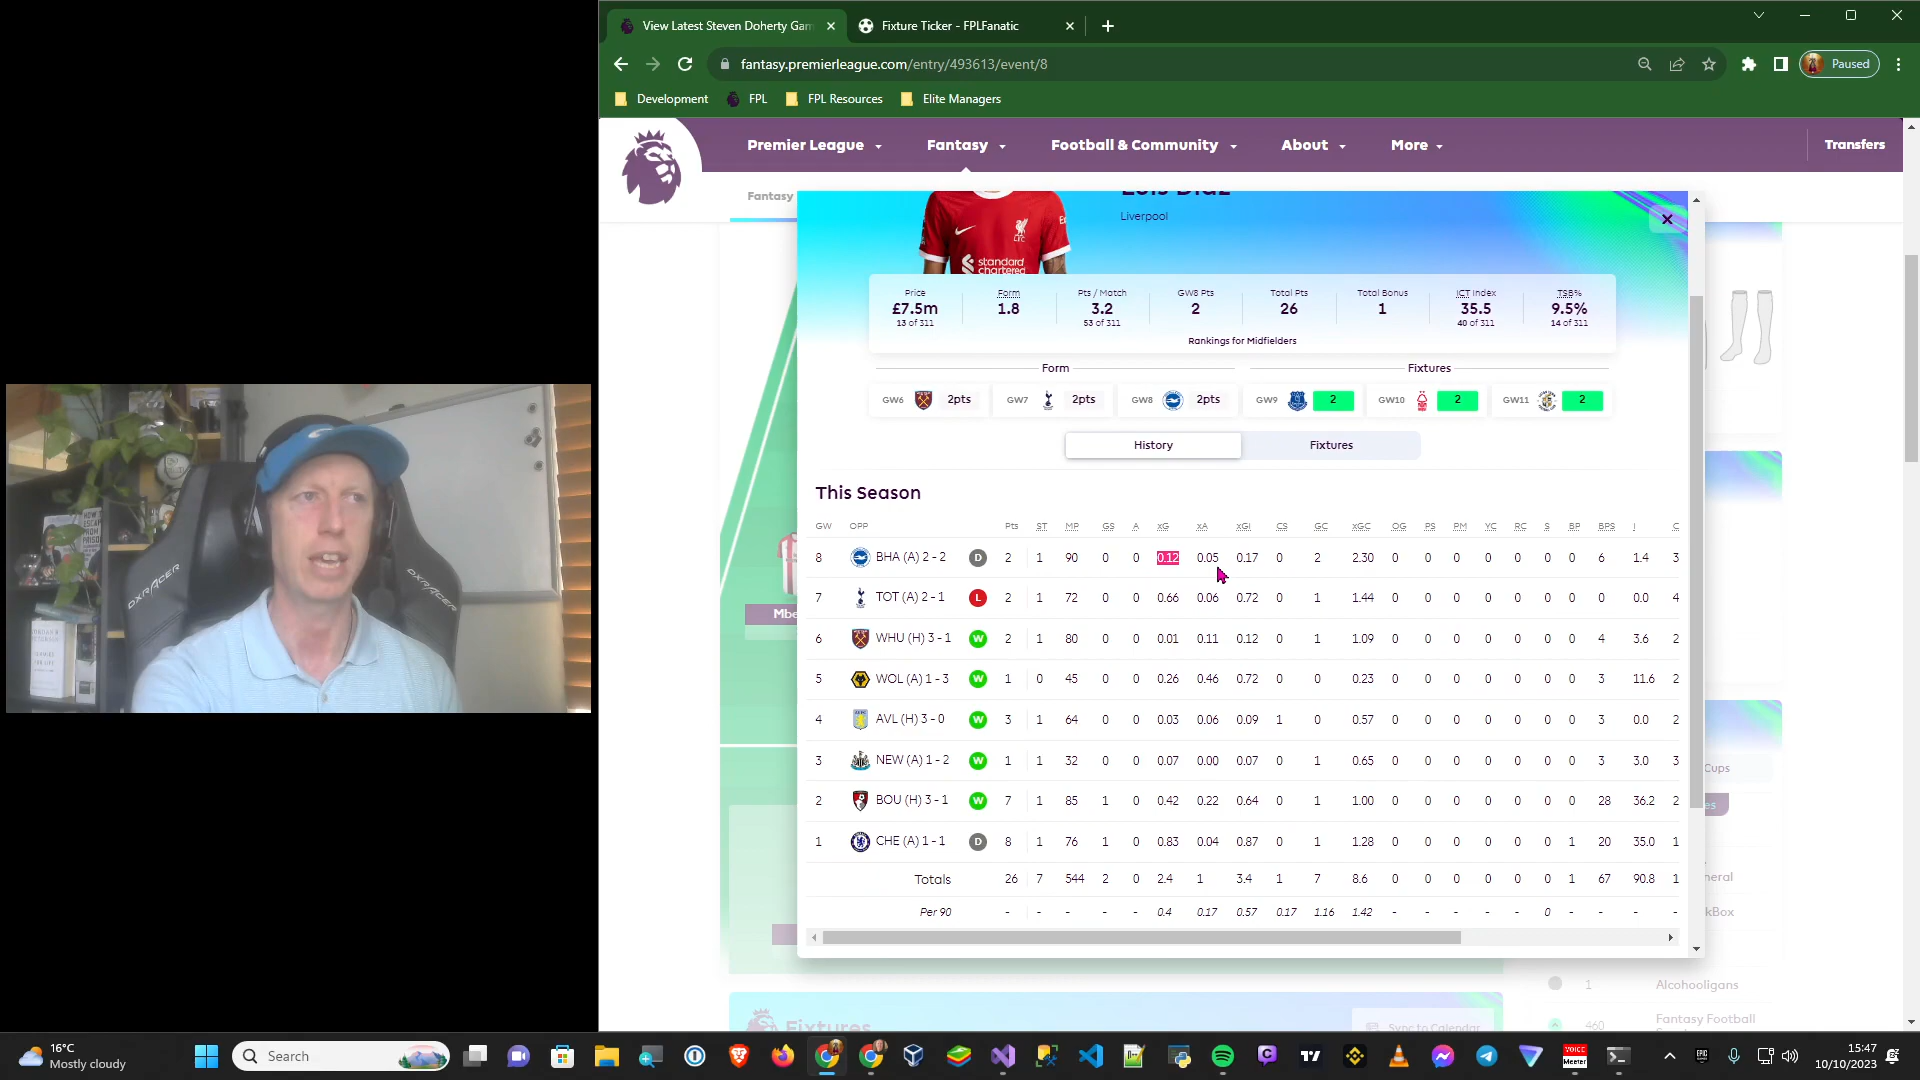 View Latest Steven Doherty Gam
Fixture Ticker - FPLFanatic
fantasy.premierleague.com/entry/493613/event/8
Paused
Development
FPL
FPL Resources
Elite Managers
Premier League
Fantasy
Football & Community
About
More
Transfers
Fantasy
Luis Díaz
Liverpool
standard chartered
Price £7.5m 13 of 311
Form 1.8
Pts / Match 3.2 53 of 311
GW8 Pts 2
Total Pts 26
Total Bonus 1
ICT Index 35.5 40 of 311
TSB% 9.5% 14 of 311
Rankings for Midfielders
Form
Fixtures
GW6 2pts GW7 2pts GW8 2pts GW9 2 GW10 2 GW11 2
History
Fixtures
This Season
GW OPP Pts ST MP GS A xG xA xGI CS GC xGC OG PS PM YC RC S BP BPS I C
8 BHA (A) 2 - 2 D 2 1 90 0 0 0.12 0.05 0.17 0 2 2.30 0 0 0 0 0 0 0 6 1.4 3
7 TOT (A) 2 - 1 L 2 1 72 0 0 0.66 0.06 0.72 0 1 1.44 0 0 0 0 0 0 0 0 0.0 4
6 WHU (H) 3 - 1 W 2 1 80 0 0 0.01 0.11 0.12 0 1 1.09 0 0 0 0 0 0 0 4 3.6 2
5 WOL (A) 1 - 3 W 1 0 45 0 0 0.26 0.46 0.72 0 0 0.23 0 0 0 0 0 0 0 3 11.6 2
4 AVL (H) 3 - 0 W 3 1 64 0 0 0.03 0.06 0.09 1 0 0.57 0 0 0 0 0 0 0 3 0.0 2
3 NEW (A) 1 - 2 W 1 1 32 0 0 0.07 0.00 0.07 0 1 0.65 0 0 0 0 0 0 0 3 3.0 3
2 BOU (H) 3 - 1 W 7 1 85 1 0 0.42 0.22 0.64 0 1 1.00 0 0 0 0 0 0 0 28 36.2 2
1 CHE (A) 1 - 1 D 8 1 76 1 0 0.83 0.04 0.87 0 1 1.28 0 0 0 0 0 0 1 20 35.0 1
Totals 26 7 544 2 0 2.4 1 3.4 1 7 8.6 0 0 0 0 0 0 1 67 90.8 1
Per 90 - - - - - 0.4 0.17 0.57 0.17 1.16 1.42 - - - - - 0 - - - -
Mbe
Cups
es
neral
kBox
1 Alcohooligans
460 Fantasy Football
Fixtures
Sync to Calendar
DXRACER
DXRACER
16°C
Mostly cloudy
Search
15:47
10/10/2023